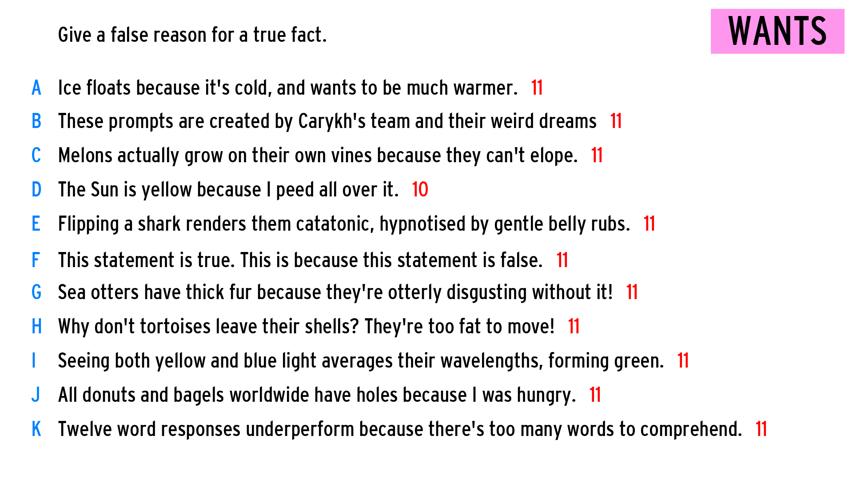 WANTS
Give a false reason for a true fact.
A Ice floats because it's cold, and wants to be much warmer. 11
B These prompts are created by Carykh's team and their weird dreams 11
C Melons actually grow on their own vines because they can't elope. 11
D The Sun is yellow because I peed all over it. 10
E Flipping a shark renders them catatonic, hypnotised by gentle belly rubs. 11
F This statement is true. This is because this statement is false. 11
G Sea otters have thick fur because they're otterly disgusting without it! 11
H Why don't tortoises leave their shells? They're too fat to move! 11
I Seeing both yellow and blue light averages their wavelengths, forming green. 11
J All donuts and bagels worldwide have holes because I was hungry. 11
K Twelve word responses underperform because there's too many words to comprehend. 11